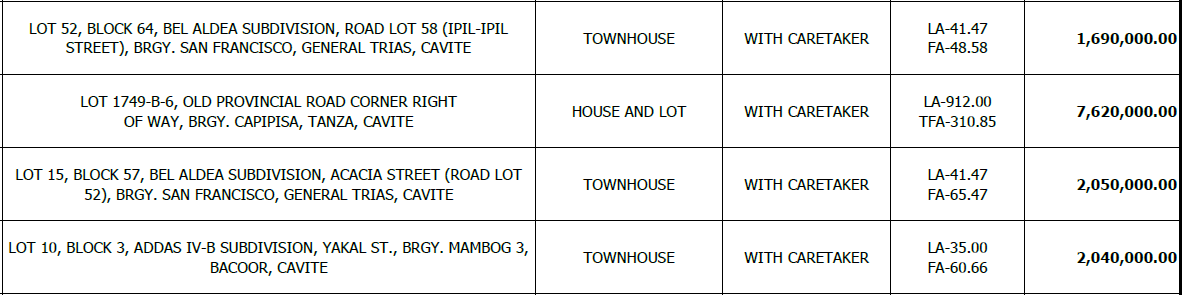 LOT 52, BLOCK 64, BEL ALDEA SUBDIVISION, ROAD LOT 58 (IPIL-IPIL
STREET), BRGY. SAN FRANCISCO, GENERAL TRIAS, CAVITE
TOWNHOUSE
WITH CARETAKER
LA-41.47
FA-48.58
1,690,000.00
LOT 1749-B-6, OLD PROVINCIAL ROAD CORNER RIGHT
OF WAY, BRGY. CAPIPISA, TANZA, CAVITE
HOUSE AND LOT
WITH CARETAKER
LA-912.00
TFA-310.85
7,620,000.00
LOT 15, BLOCK 57, BEL ALDEA SUBDIVISION, ACACIA STREET (ROAD LOT
52), BRGY. SAN FRANCISCO, GENERAL TRIAS, CAVITE
TOWNHOUSE
WITH CARETAKER
LA-41.47
FA-65.47
2,050,000.00
LOT 10, BLOCK 3, ADDAS IV-B SUBDIVISION, YAKAL ST., BRGY. MAMBOG 3,
BACOOR, CAVITE
TOWNHOUSE
WITH CARETAKER
LA-35.00
FA-60.66
2,040,000.00